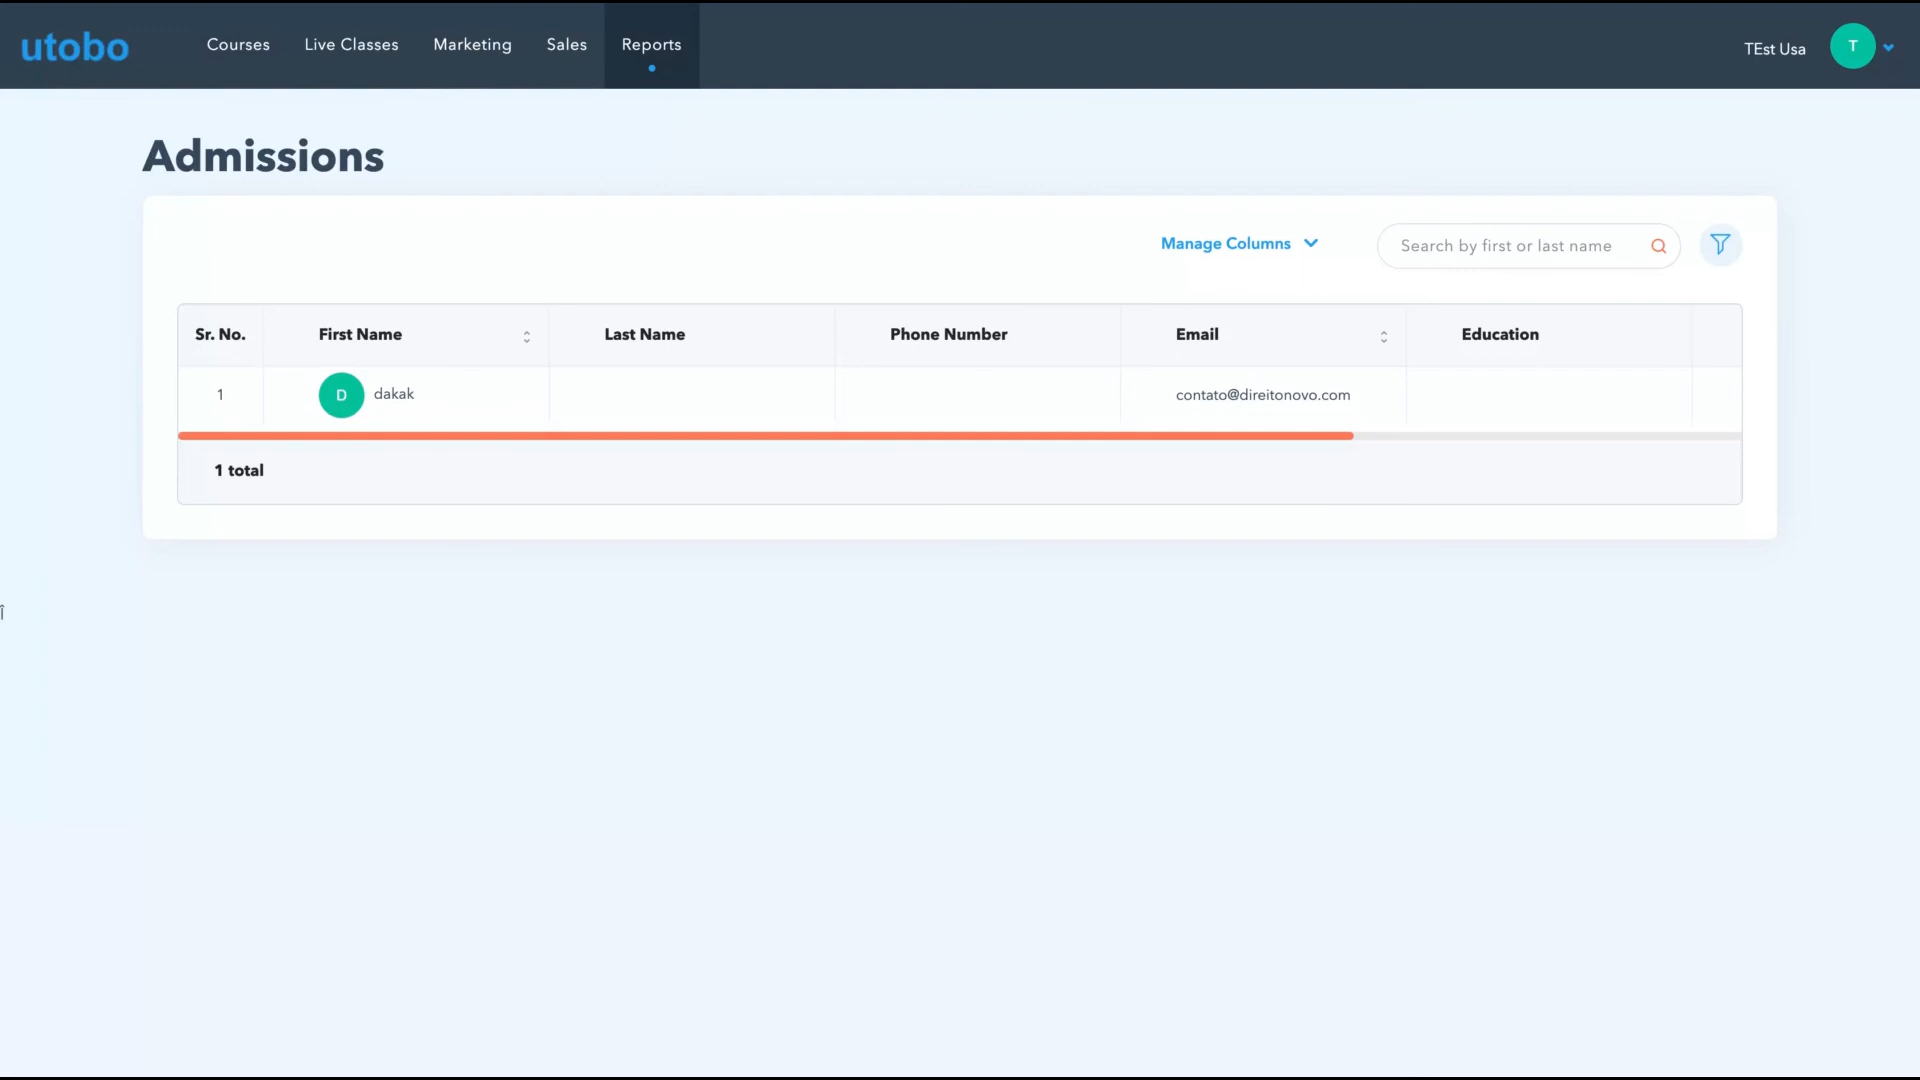 utobo
Courses
Live Classes
Marketing
Sales
Reports
TEst Usa
T
Admissions
Manage Columns
Search by first or last name
Sr. No.
First Name
Last Name
Phone Number
Email
Education
1
D
dakak
contato@direitonovo.com
1 total